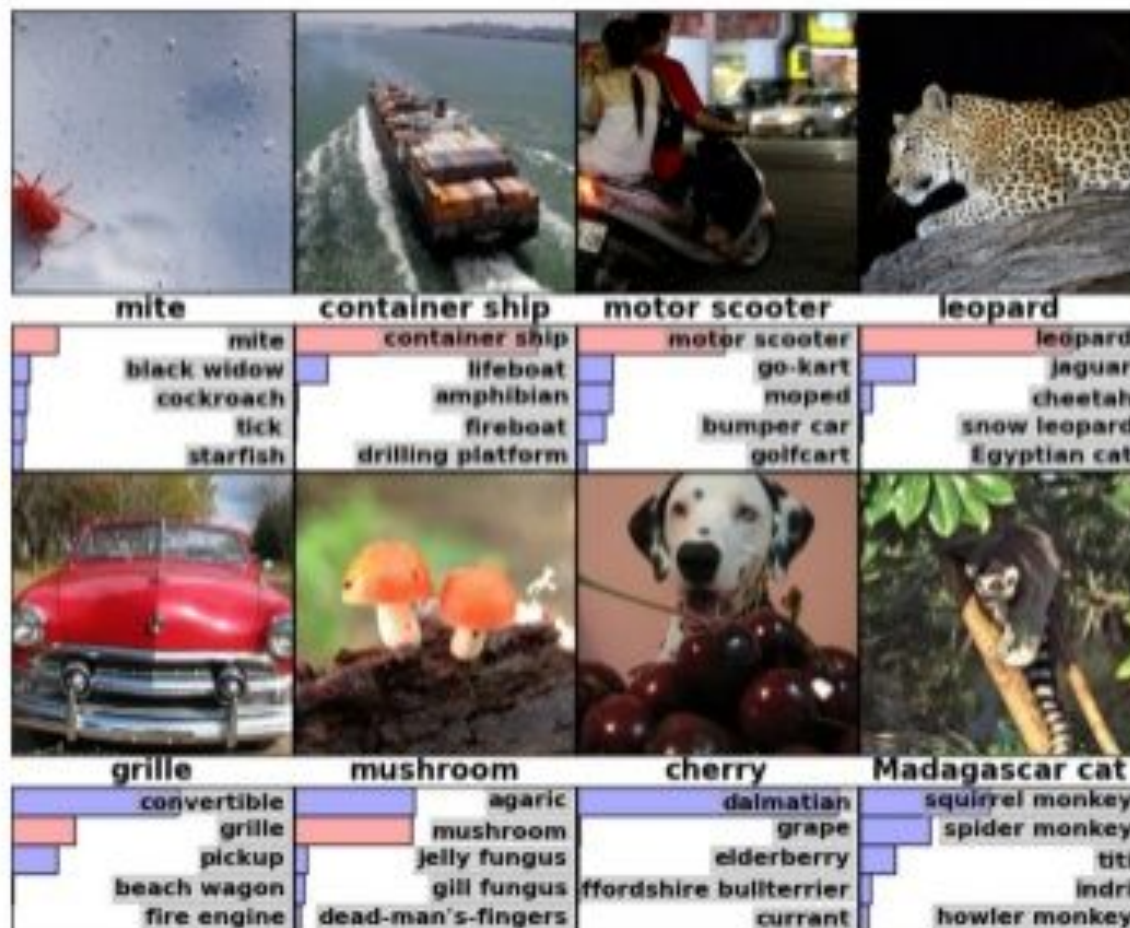 mite
container ship
motor scooter
leopard
mite
black widow
cockroach
tick
starfish
container ship
lifeboat
amphibian
fireboat
drilling platform
motor scooter
go-kart
moped
bumper car
golfcart
leopard
jaguar
cheetah
snow leopard
Egyptian cat
grille
mushroom
cherry
Madagascar cat
convertible
grille
pickup
beach wagon
fire engine
agaric
mushroom
jelly fungus
gill fungus
dead-man's-fingers
dalmatian
grape
elderberry
ffordshire bullterrier
currant
squirrel monkey
spider monkey
titi
indri
howler monkey